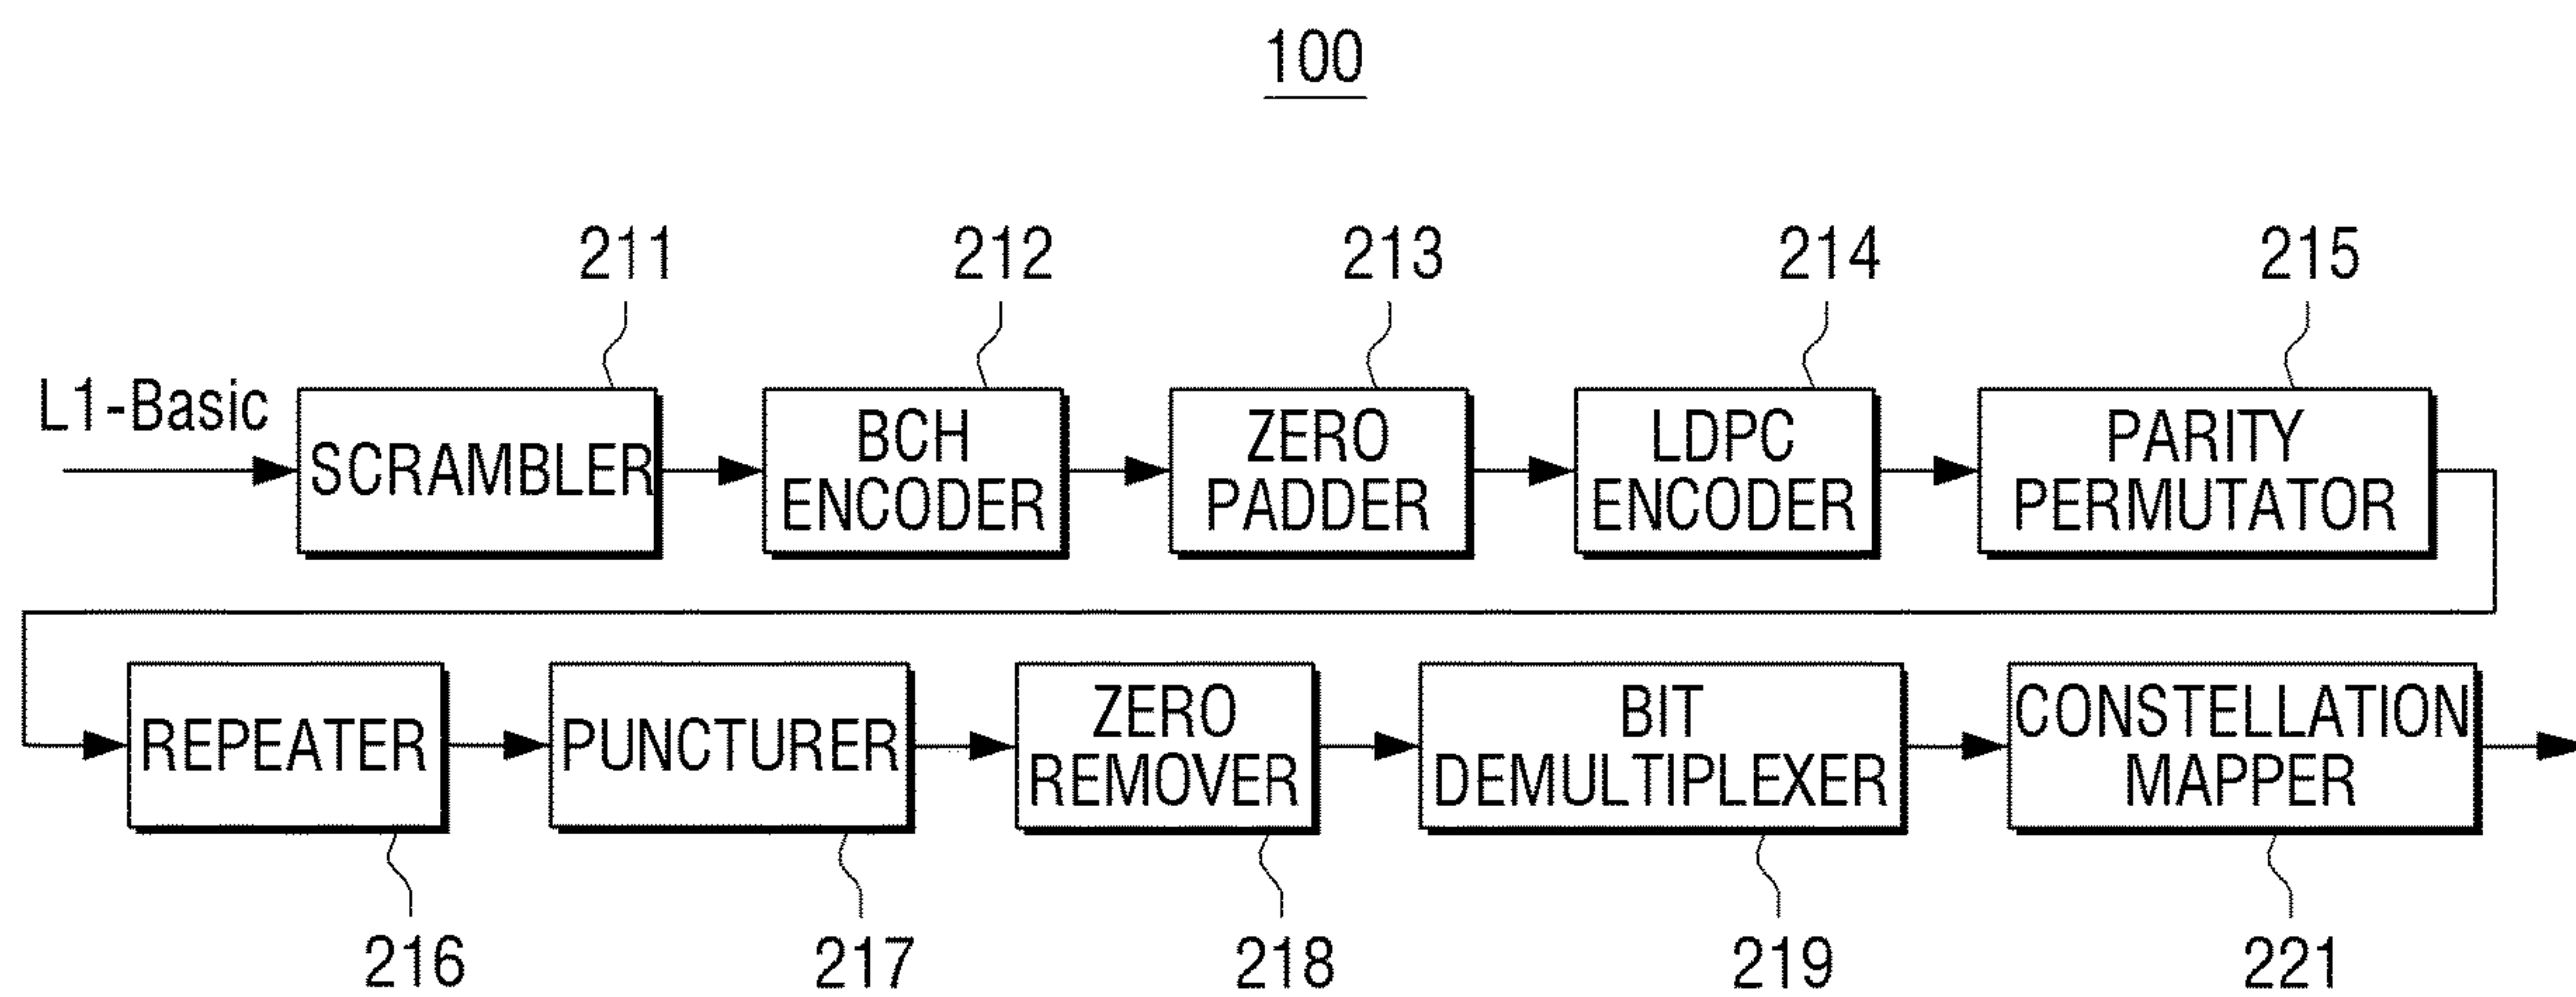 100
211
212
213
214
215
L1-Basic
SCRAMBLER
BCH
ENCODER
ZERO
PADDER
LDPC
ENCODER
PARITY
PERMUTATOR
REPEATER
PUNCTURER
ZERO
REMOVER
BIT
DEMULTIPLEXER
CONSTELLATION
MAPPER
216
217
218
219
221